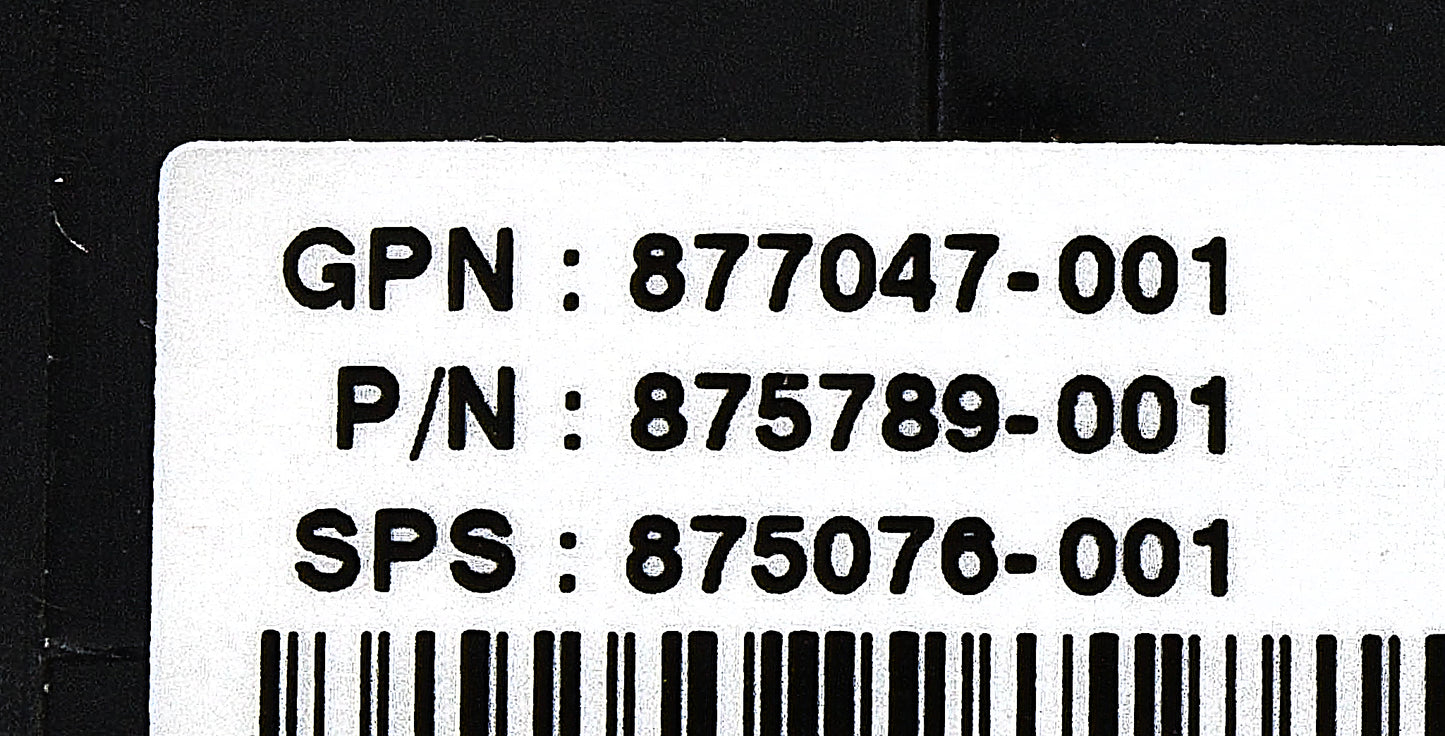 GPN : 877047-001
P/N : 875789-001
SPS : 875076-001